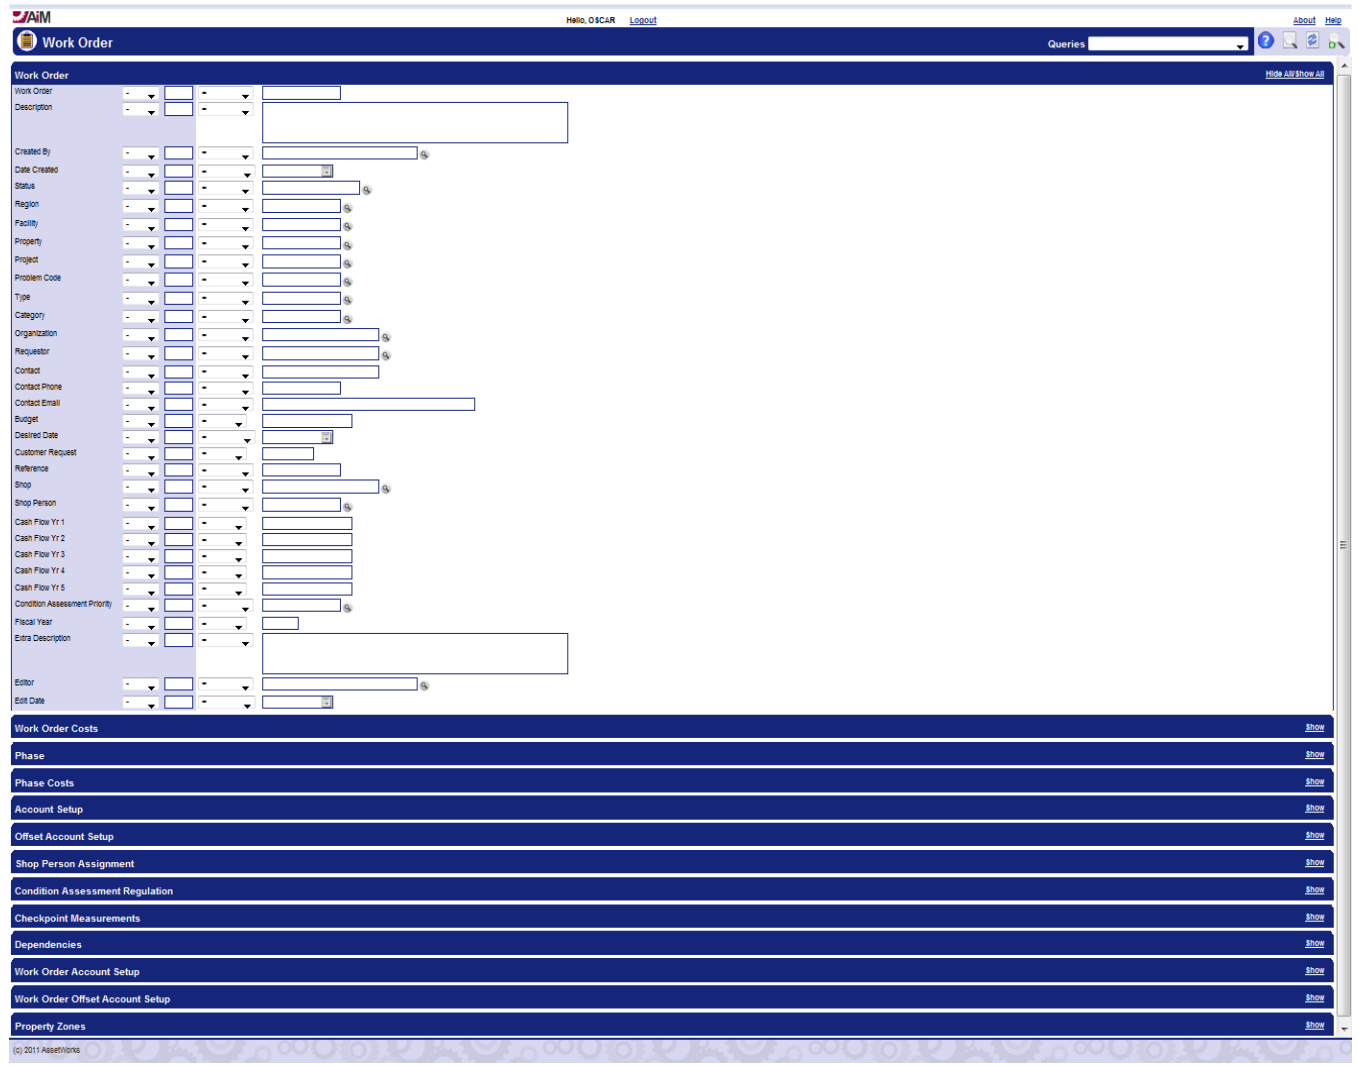 AiM
Hello, OSCAR Logout About Help
Work Order Queries
Work Order Hide All/Show All
Work Order - =
Description - =
Created By - =
Date Created - =
Status - =
Region - =
Facility - =
Property - =
Project - =
Problem Code - =
Type - =
Category - =
Organization - =
Requestor - =
Contact - =
Contact Phone - =
Contact Email - =
Budget - =
Desired Date - =
Customer Request - =
Reference - =
Shop - =
Shop Person - =
Cash Flow Yr 1 - =
Cash Flow Yr 2 - =
Cash Flow Yr 3 - =
Cash Flow Yr 4 - =
Cash Flow Yr 5 - =
Condition Assessment Priority - =
Fiscal Year - =
Extra Description - =
Editor - =
Edit Date - =
Work Order Costs Show
Phase Show
Phase Costs Show
Account Setup Show
Offset Account Setup Show
Shop Person Assignment Show
Condition Assessment Regulation Show
Checkpoint Measurements Show
Dependencies Show
Work Order Account Setup Show
Work Order Offset Account Setup Show
Property Zones Show
(c) 2011 AssetWorks